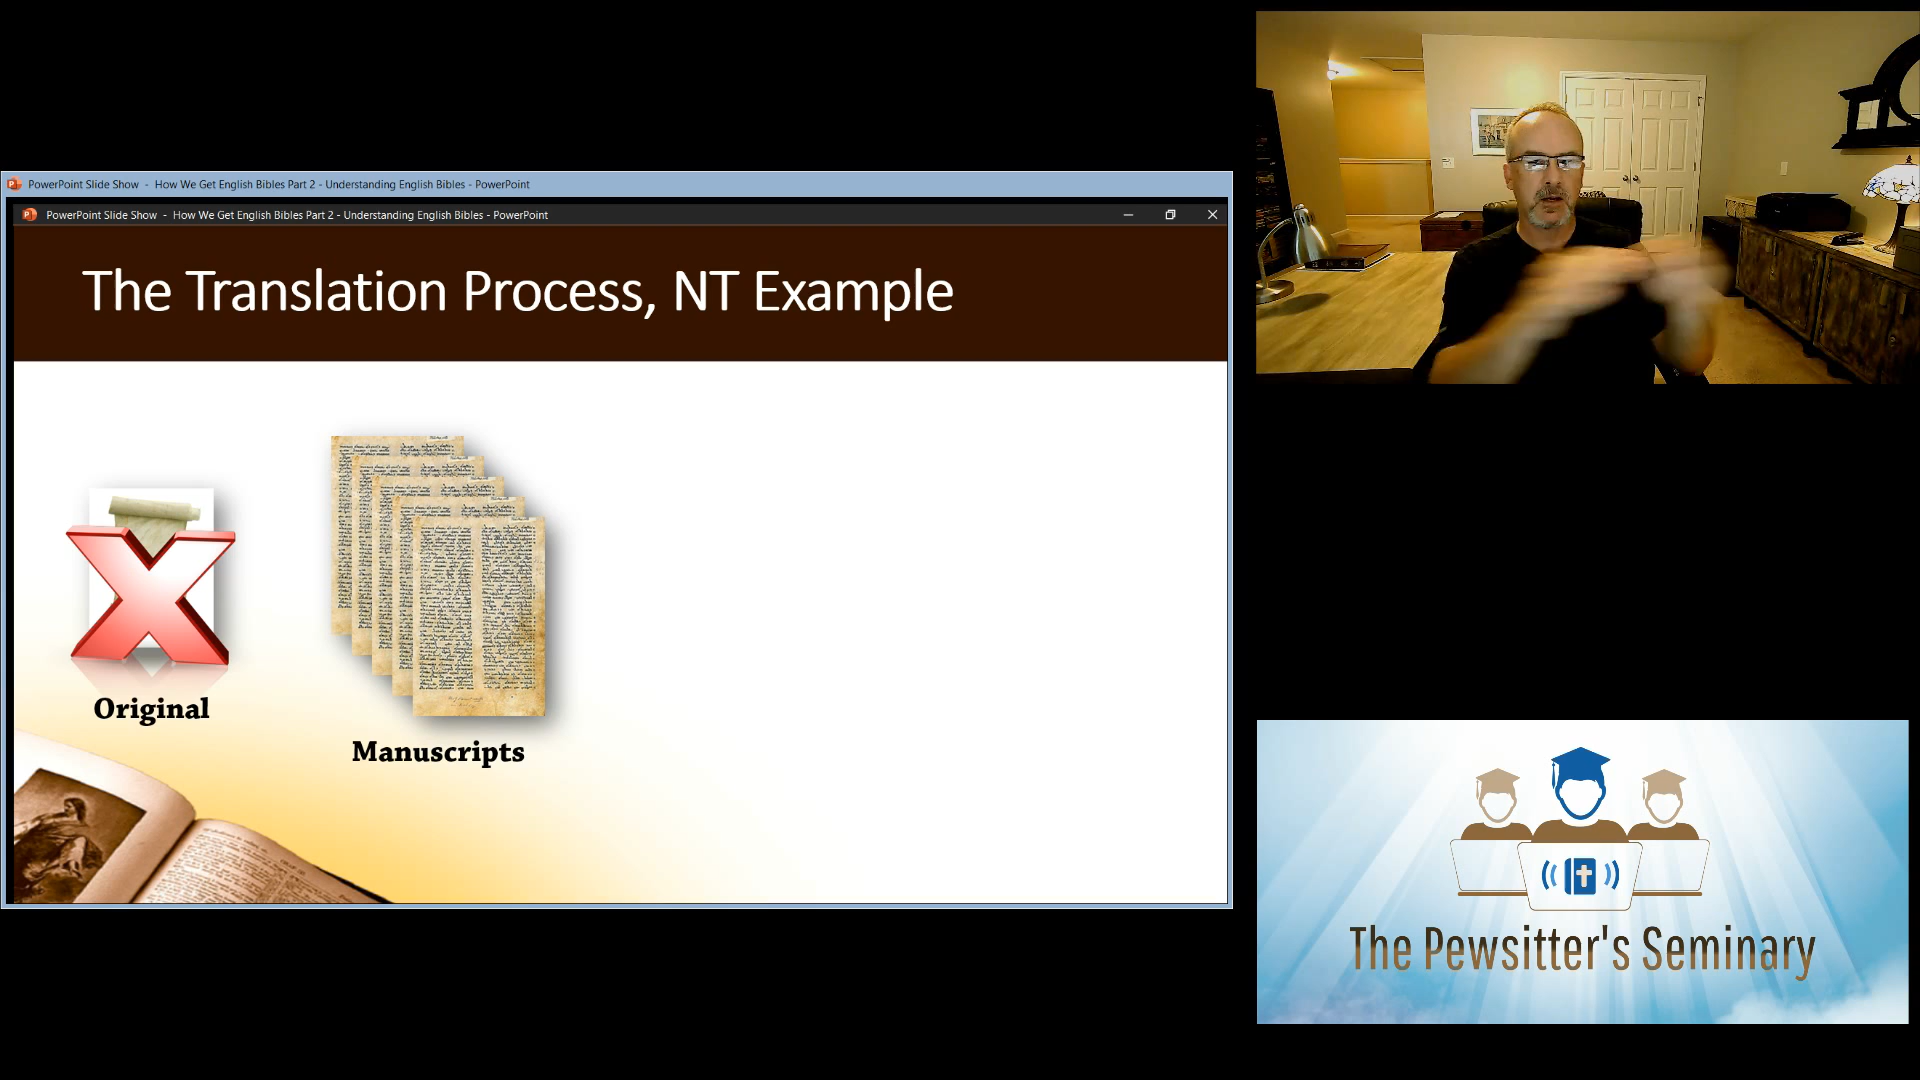 PowerPoint Slide Show - How We Get English Bibles Part 2 - Understanding English Bibles - PowerPoint
PowerPoint Slide Show - How We Get English Bibles Part 2 - Understanding English Bibles - PowerPoint
The Translation Process, NT Example
Original
Manuscripts
The Pewsitter's Seminary